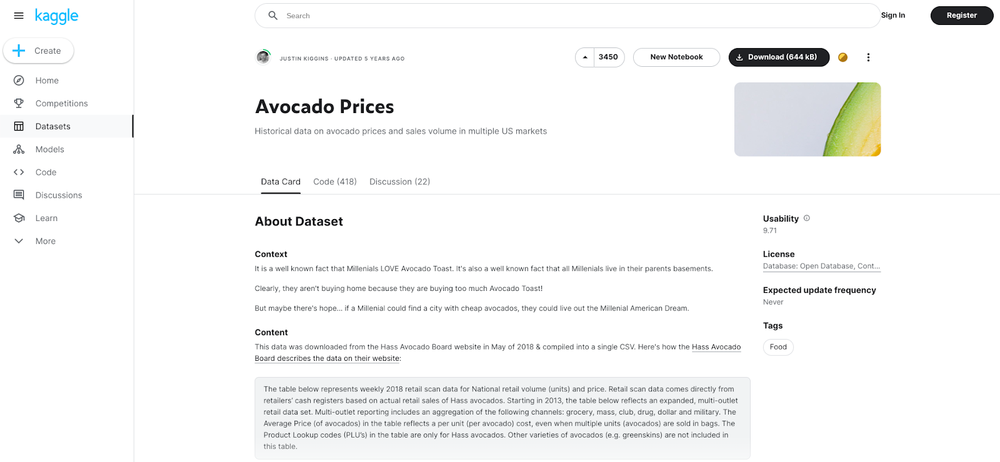 kaggle
Search
Sign In
Register
Create
Home
Competitions
Datasets
Models
Code
Discussions
Learn
More
JUSTIN KIGGINS · UPDATED 5 YEARS AGO
3450
New Notebook
Download (644 kB)
Avocado Prices
Historical data on avocado prices and sales volume in multiple US markets
Data Card
Code (418)
Discussion (22)
About Dataset
Context
It is a well known fact that Millenials LOVE Avocado Toast. It's also a well known fact that all Millenials live in their parents basements.
Clearly, they aren't buying home because they are buying too much Avocado Toast!
But maybe there's hope... if a Millenial could find a city with cheap avocados, they could live out the Millenial American Dream.
Content
This data was downloaded from the Hass Avocado Board website in May of 2018 & compiled into a single CSV. Here's how the Hass Avocado
Board describes the data on their website:
The table below represents weekly 2018 retail scan data for National retail volume (units) and price. Retail scan data comes directly from
retailers' cash registers based on actual retail sales of Hass avocados. Starting in 2013, the table below reflects an expanded, multi-outlet
retail data set. Multi-outlet reporting includes an aggregation of the following channels: grocery, mass, club, drug, dollar and military. The
Average Price (of avocados) in the table reflects a per unit (per avocado) cost, even when multiple units (avocados) are sold in bags. The
Product Lookup codes (PLU's) in the table are only for Hass avocados. Other varieties of avocados (e.g. greenskins) are not included in
this table.
Usability
9.71
License
Database: Open Database, Cont...
Expected update frequency
Never
Tags
Food